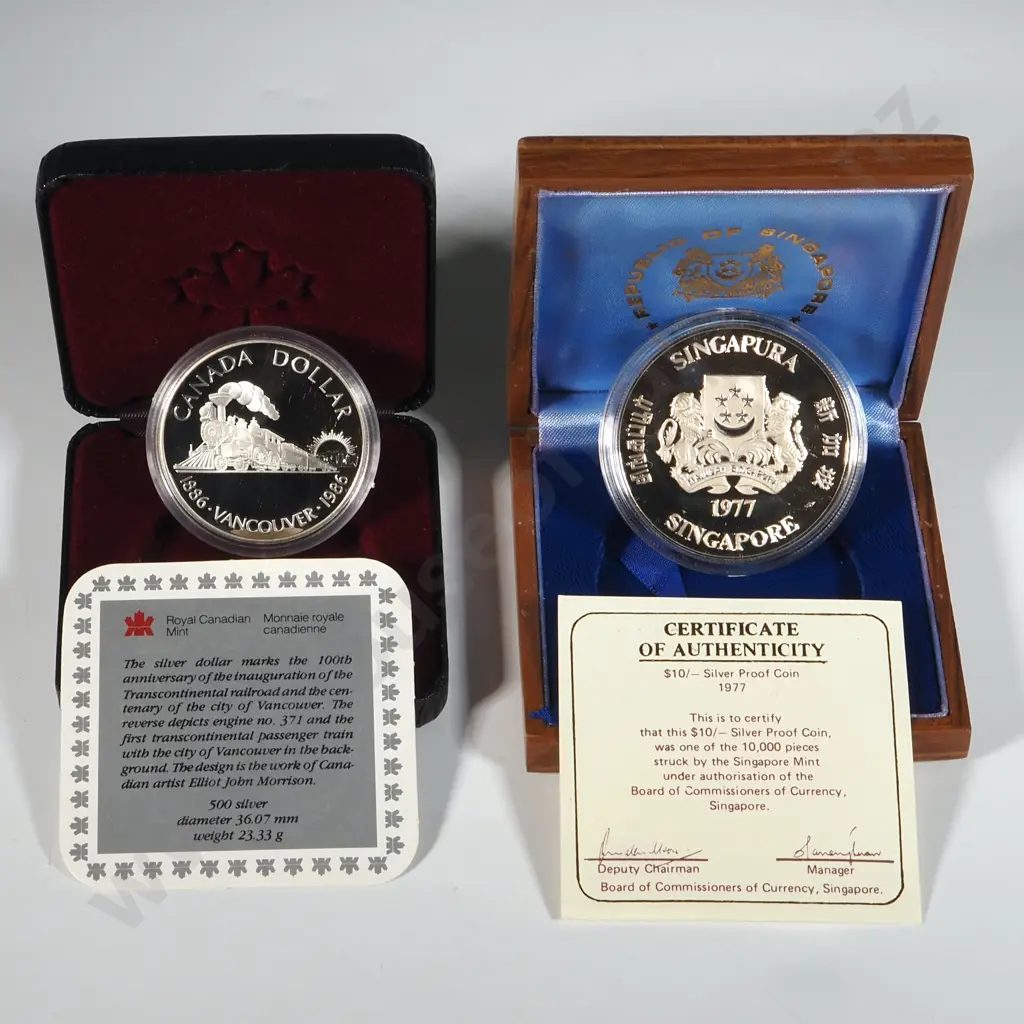 CANADA DOLLAR
1886 · VANCOUVER · 1986
Royal Canadian Mint
Monnaie royale canadienne
The silver dollar marks the 100th
anniversary of the inauguration of the
Transcontinental railroad and the cen-
tenary of the city of Vancouver. The
reverse depicts engine no. 371 and the
first transcontinental passenger train
with the city of Vancouver in the back-
ground. The design is the work of Cana-
dian artist Elliot John Morrison.
500 silver
diameter 36.07 mm
weight 23.33 g
REPUBLIC OF SINGAPORE
SINGAPURA
சிங்கப்பூர்
新加坡
MAJULAH SINGAPURA
1977
SINGAPORE
CERTIFICATE
OF AUTHENTICITY
$10/– Silver Proof Coin
1977
This is to certify
that this $10/– Silver Proof Coin,
was one of the 10,000 pieces
struck by the Singapore Mint
under authorisation of the
Board of Commissioners of Currency,
Singapore.
Deputy Chairman
Manager
Board of Commissioners of Currency, Singapore.